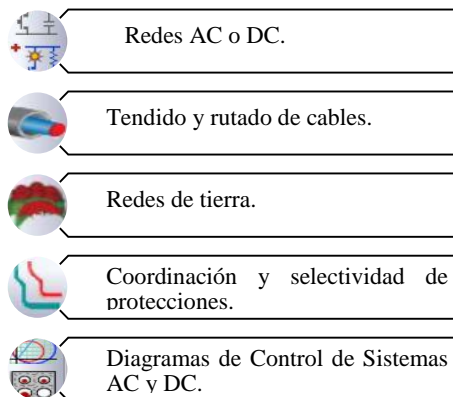 Redes AC o DC.
Tendido y rutado de cables.
Redes de tierra.
Coordinación y selectividad de
protecciones.
Diagramas de Control de Sistemas
AC y DC.